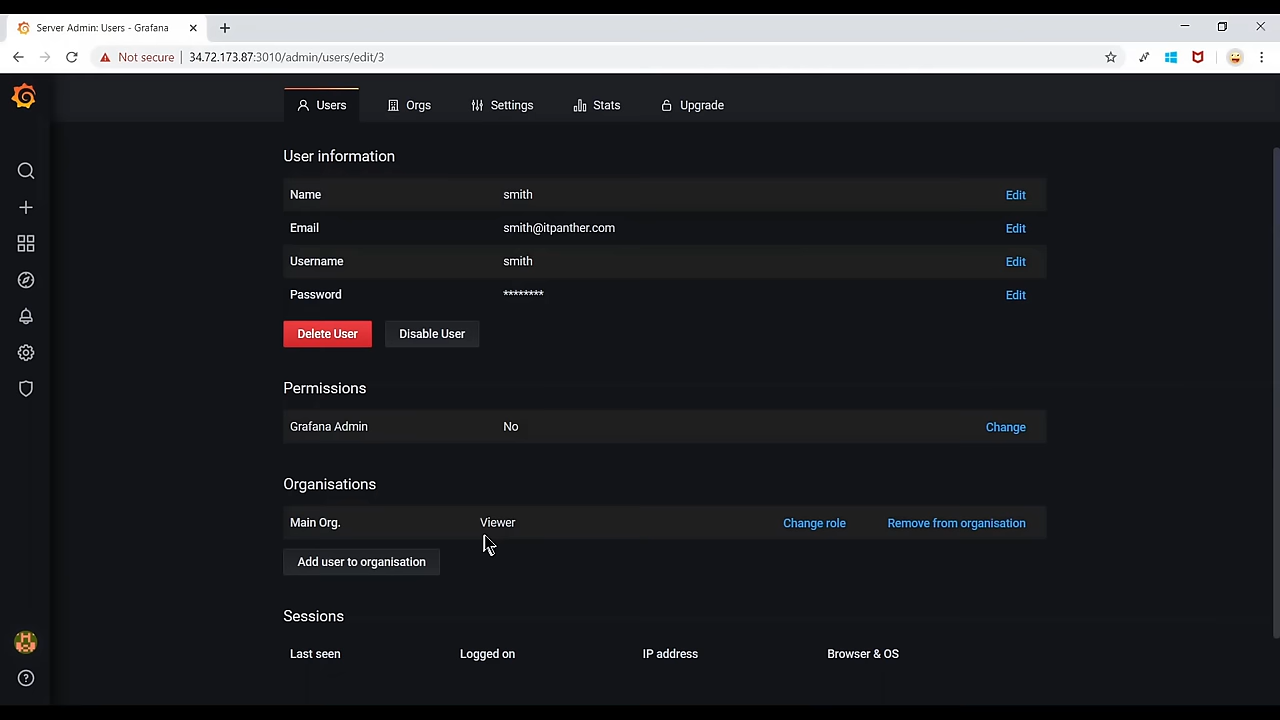 Server Admin: Users - Grafana
Not secure | 34.72.173.87:3010/admin/users/edit/3
Users Orgs Settings Stats Upgrade
User information
Name smith Edit
Email smith@itpanther.com Edit
Username smith Edit
Password ******** Edit
Delete User Disable User
Permissions
Grafana Admin No Change
Organisations
Main Org. Viewer Change role Remove from organisation
Add user to organisation
Sessions
Last seen Logged on IP address Browser & OS